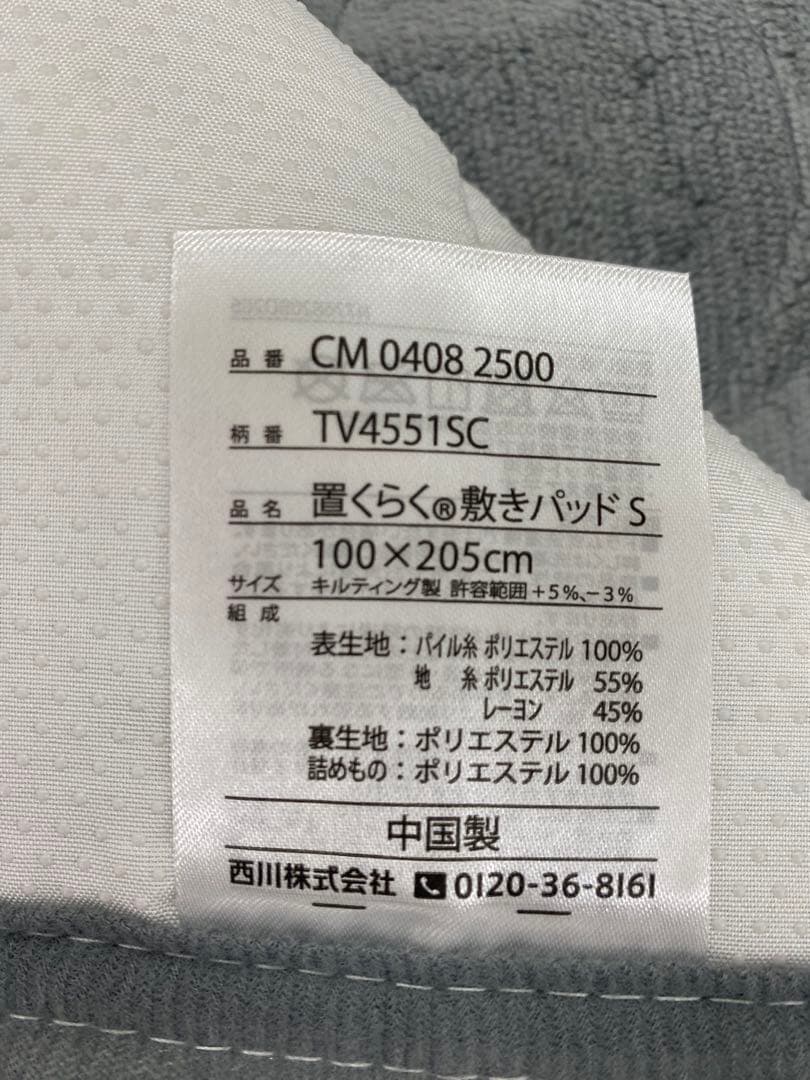 品番 CM 0408 2500
柄番 TV4551SC
品名 置くらく®敷きパッド S
100×205cm
サイズ キルティング製 許容範囲+5%、-3%
組成
表生地:パイル糸 ポリエステル 100%
地 糸 ポリエステル 55%
レーヨン 45%
裏生地:ポリエステル 100%
詰めもの:ポリエステル 100%
中国製
西川株式会社 0120-36-8161